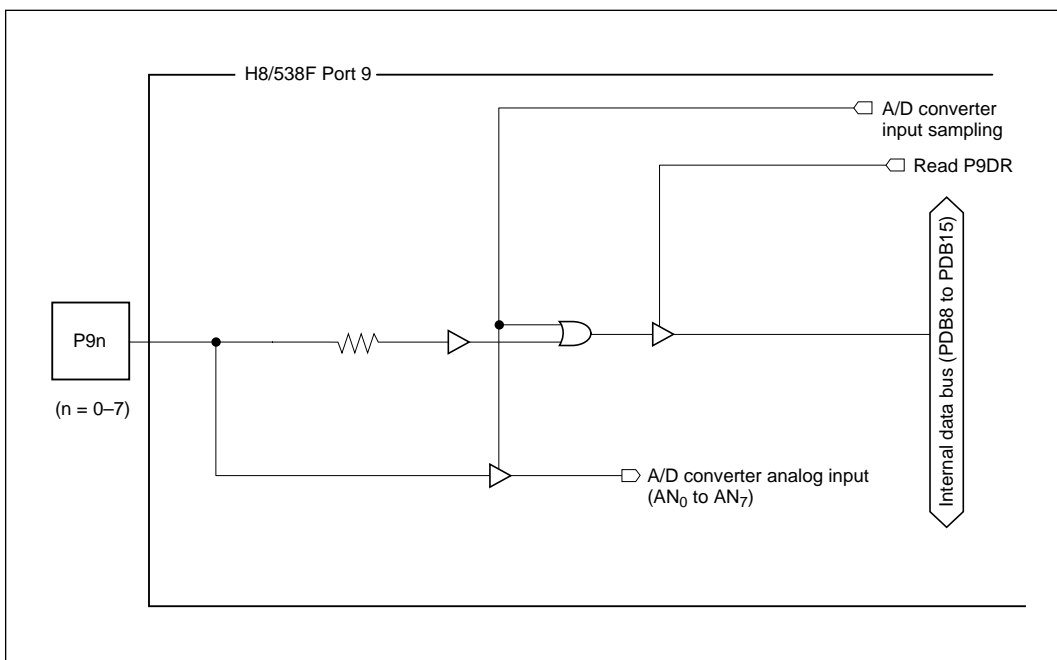 H8/538F Port 9
A/D converter
input sampling
Read P9DR
Internal data bus (PDB8 to PDB15)
P9n
(n = 0–7)
A/D converter analog input
(AN0 to AN7)